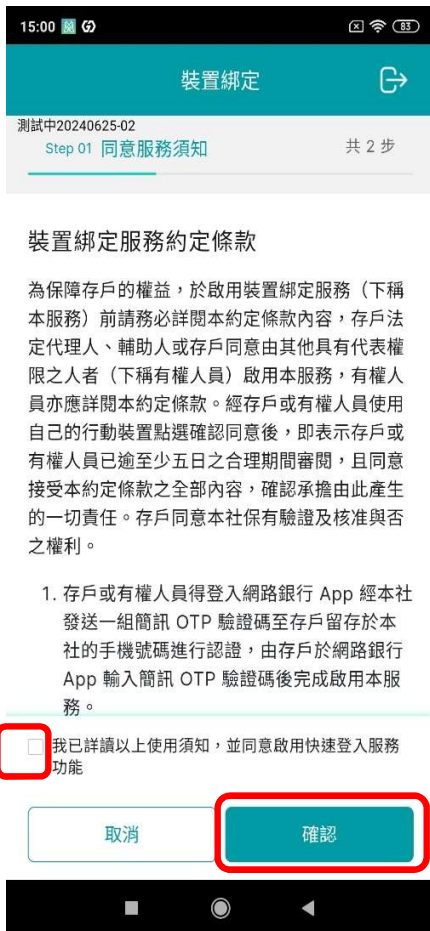 15:00
83
裝置綁定
測試中20240625-02
Step 01 同意服務須知 共 2 步
裝置綁定服務約定條款
為保障存戶的權益，於啟用裝置綁定服務（下稱
本服務）前請務必詳閱本約定條款內容，存戶法
定代理人、輔助人或存戶同意由其他具有代表權
限之人者（下稱有權人員）啟用本服務，有權人
員亦應詳閱本約定條款。經存戶或有權人員使用
自己的行動裝置點選確認同意後，即表示存戶或
有權人員已逾至少五日之合理期間審閱，且同意
接受本約定條款之全部內容，確認承擔由此產生
的一切責任。存戶同意本社保有驗證及核准與否
之權利。
1. 存戶或有權人員得登入網路銀行 App 經本社
發送一組簡訊 OTP 驗證碼至存戶留存於本
社的手機號碼進行認證，由存戶於網路銀行
App 輸入簡訊 OTP 驗證碼後完成啟用本服
務。
我已詳讀以上使用須知，並同意啟用快速登入服務
功能
取消 確認